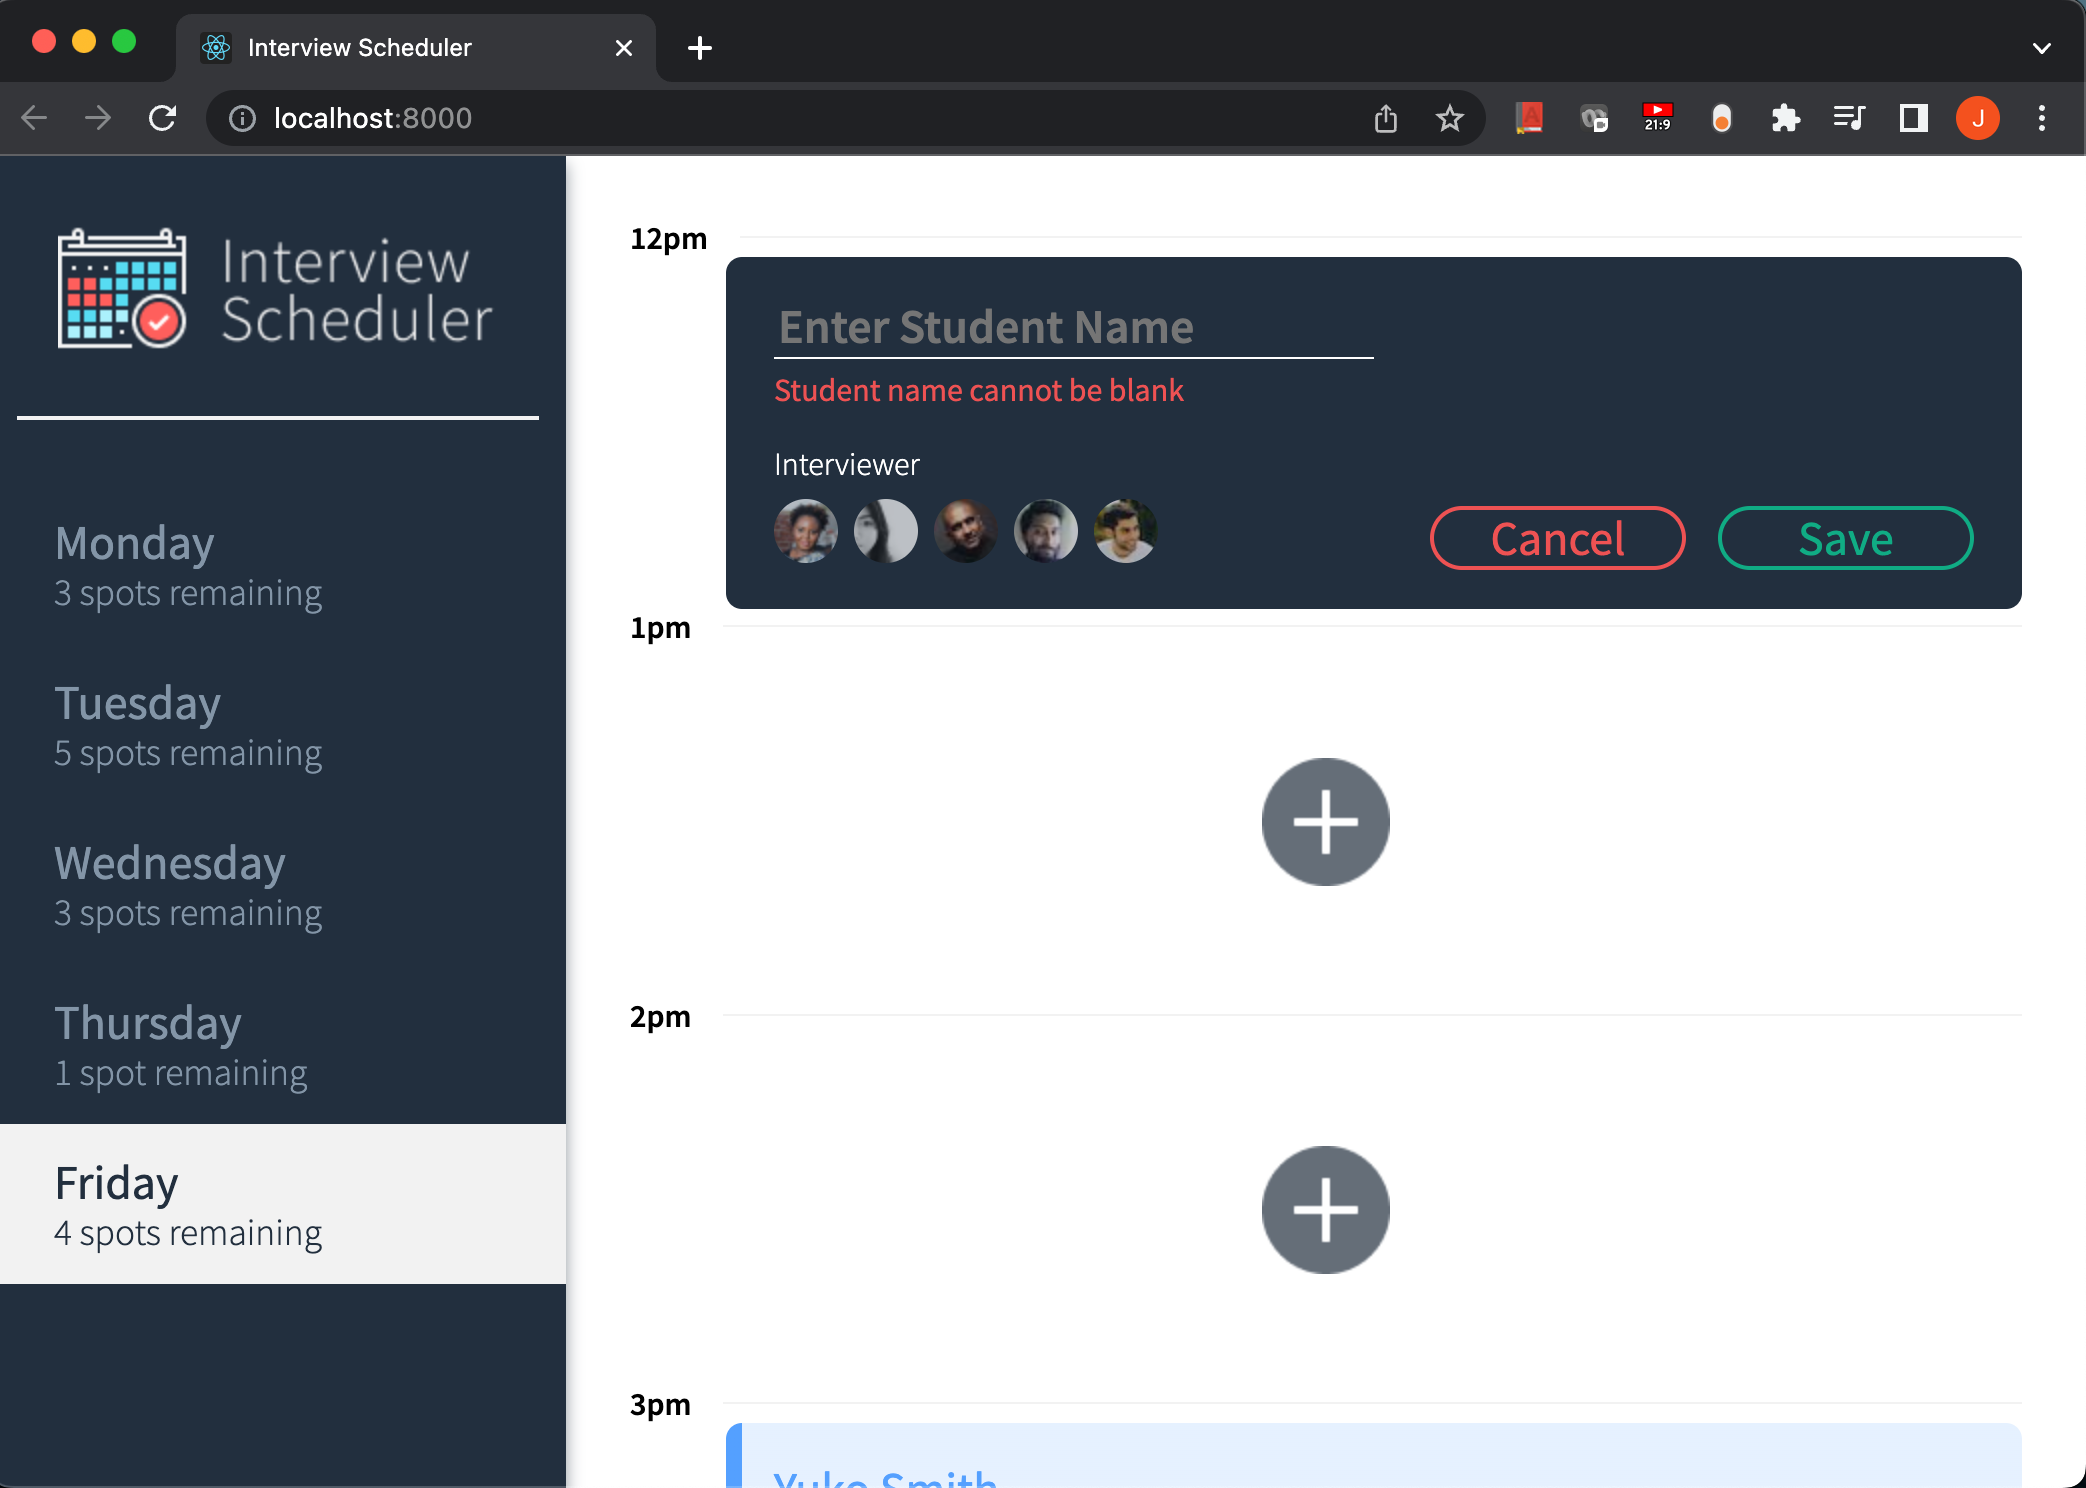 Interview Scheduler
localhost:8000
21:9
J
Interview
Scheduler
Monday
3 spots remaining
Tuesday
5 spots remaining
Wednesday
3 spots remaining
Thursday
1 spot remaining
Friday
4 spots remaining
12pm
Enter Student Name
Student name cannot be blank
Interviewer
Cancel
Save
1pm
2pm
3pm
Yuko Smith